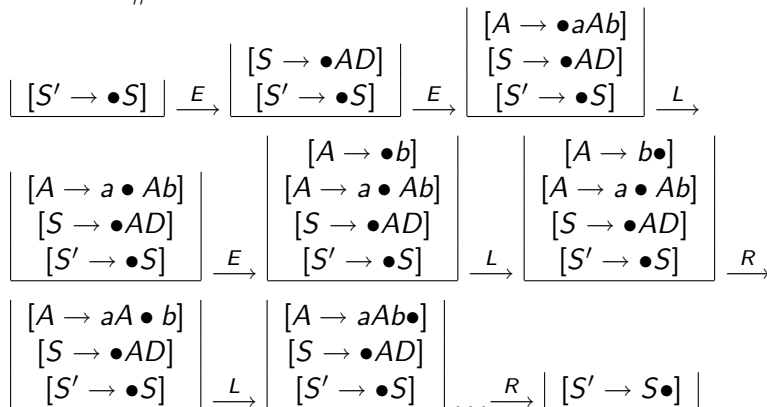 [S′ → •S] E→ [S → •AD] [S′ → •S] E→ [A → •aAb] [S → •AD] [S′ → •S] L→
[A → a • Ab] [S → •AD] [S′ → •S] E→ [A → •b] [A → a • Ab] [S → •AD] [S′ → •S] L→ [A → b•] [A → a • Ab] [S → •AD] [S′ → •S] R→
[A → aA • b] [S → •AD] [S′ → •S] L→ [A → aAb•] [S → •AD] [S′ → •S] ... R→ [S′ → S•]